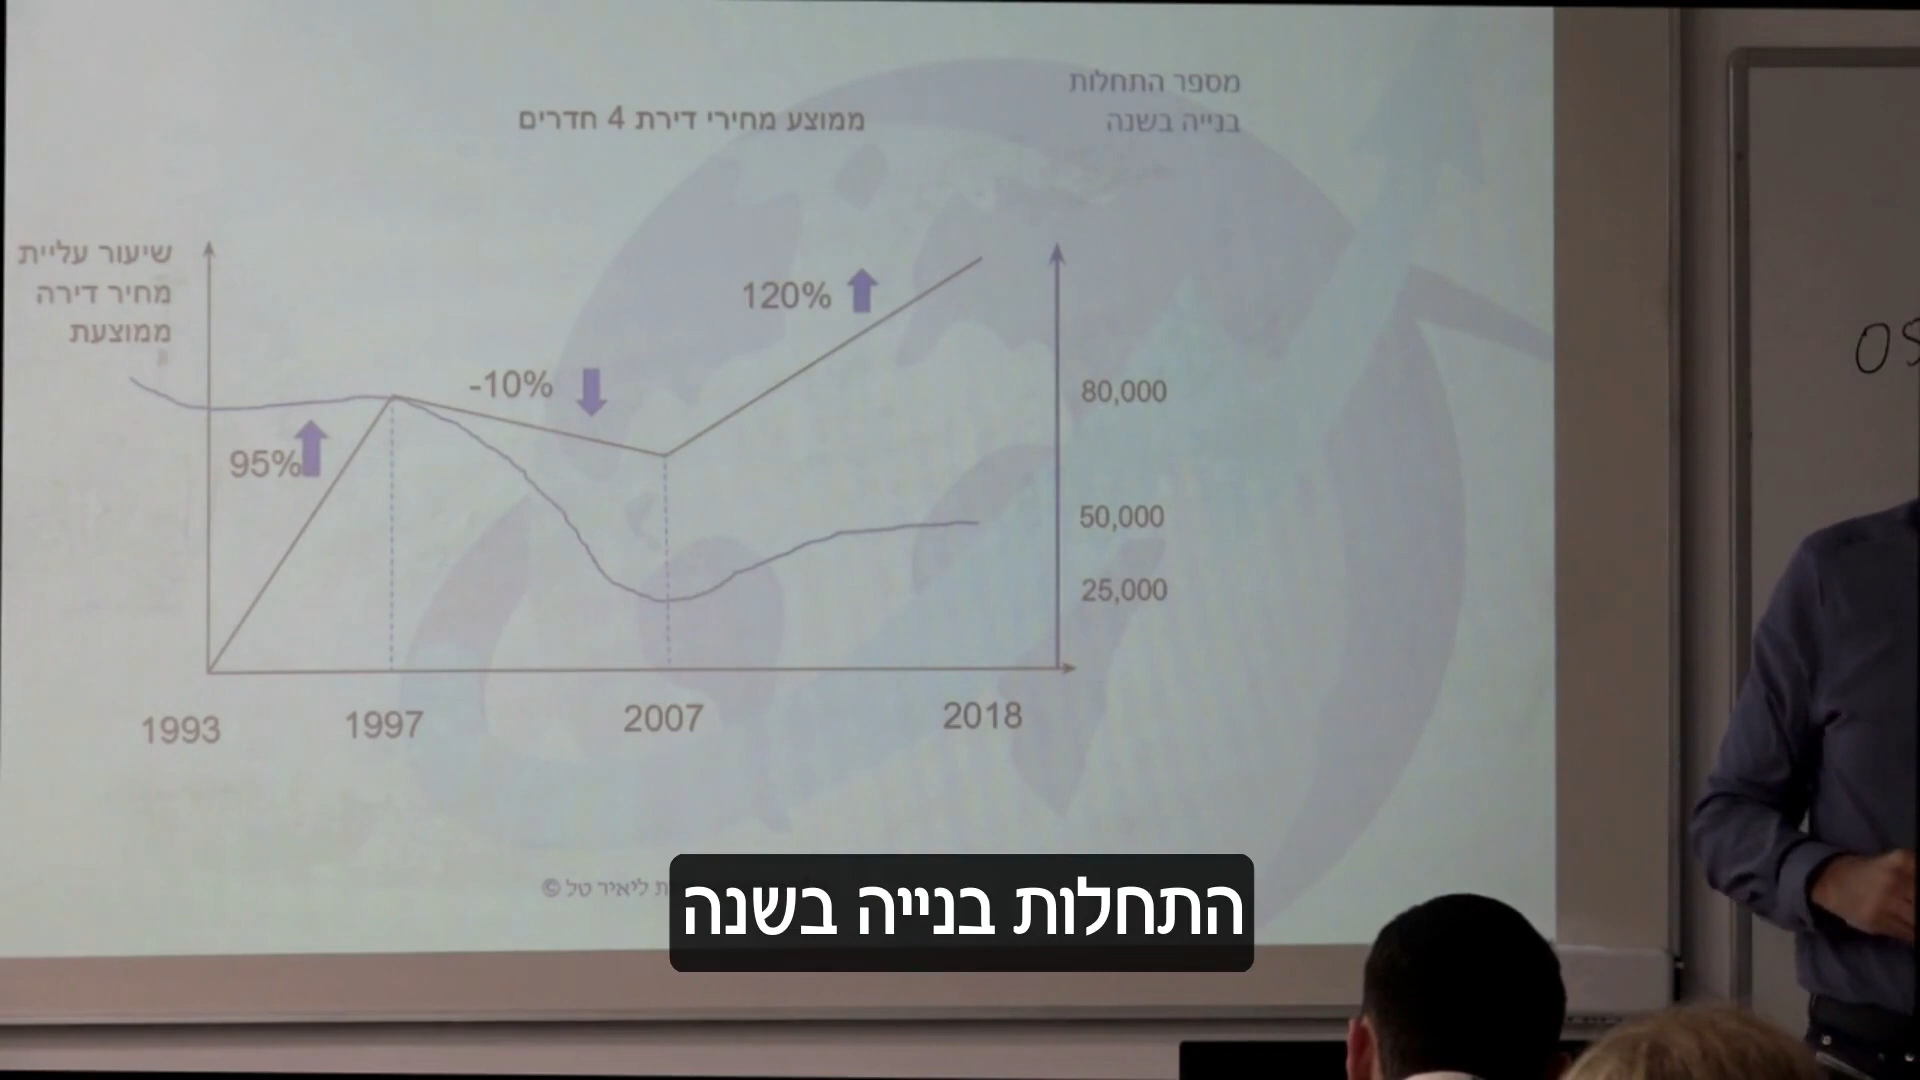 מספר התחלות
בנייה בשנה
ממוצע מחירי דירת 4 חדרים
שיעור עליית
מחיר דירה
ממוצעת
120%
-10%
95%
80,000
50,000
25,000
1993
1997
2007
2018
ליאיר טל ©
התחלות בנייה בשנה